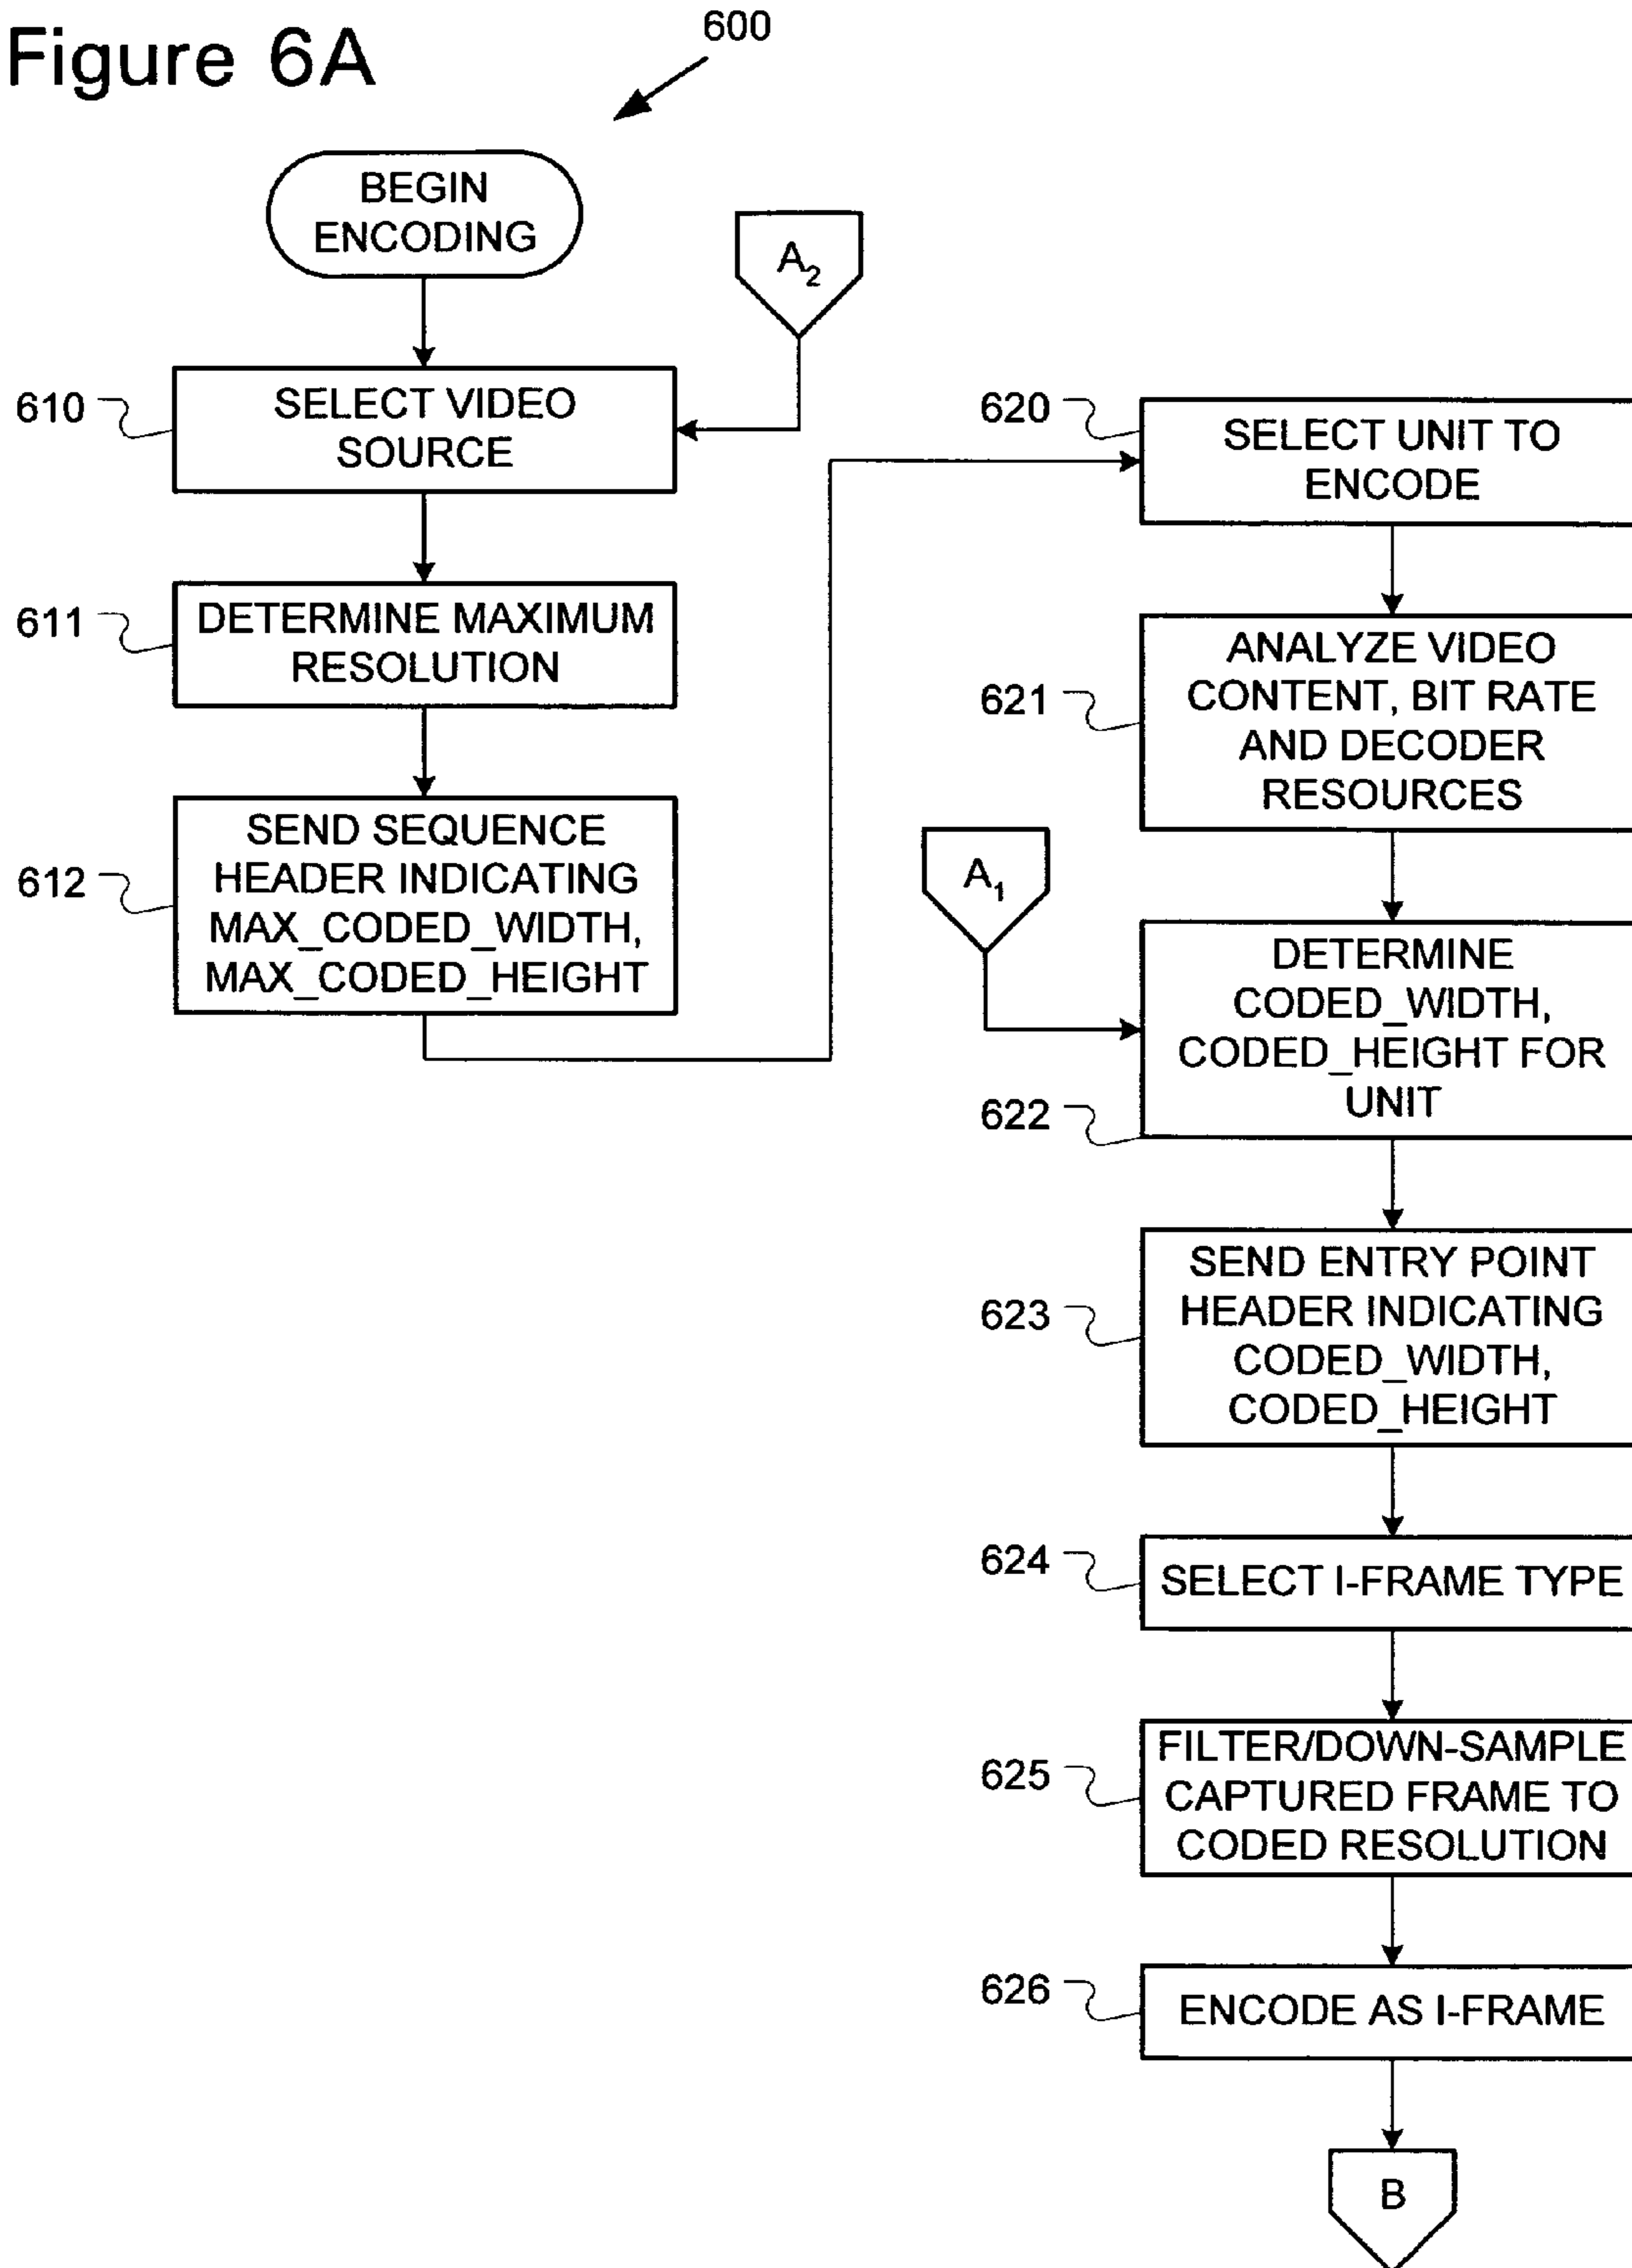 Figure 6A
600
BEGIN
ENCODING
A2
610
SELECT VIDEO
SOURCE
611
DETERMINE MAXIMUM
RESOLUTION
612
SEND SEQUENCE
HEADER INDICATING
MAX_CODED_WIDTH,
MAX_CODED_HEIGHT
620
SELECT UNIT TO
ENCODE
621
ANALYZE VIDEO
CONTENT, BIT RATE
AND DECODER
RESOURCES
A1
622
DETERMINE
CODED_WIDTH,
CODED_HEIGHT FOR
UNIT
623
SEND ENTRY POINT
HEADER INDICATING
CODED_WIDTH,
CODED_HEIGHT
624
SELECT I-FRAME TYPE
625
FILTER/DOWN-SAMPLE
CAPTURED FRAME TO
CODED RESOLUTION
626
ENCODE AS I-FRAME
B